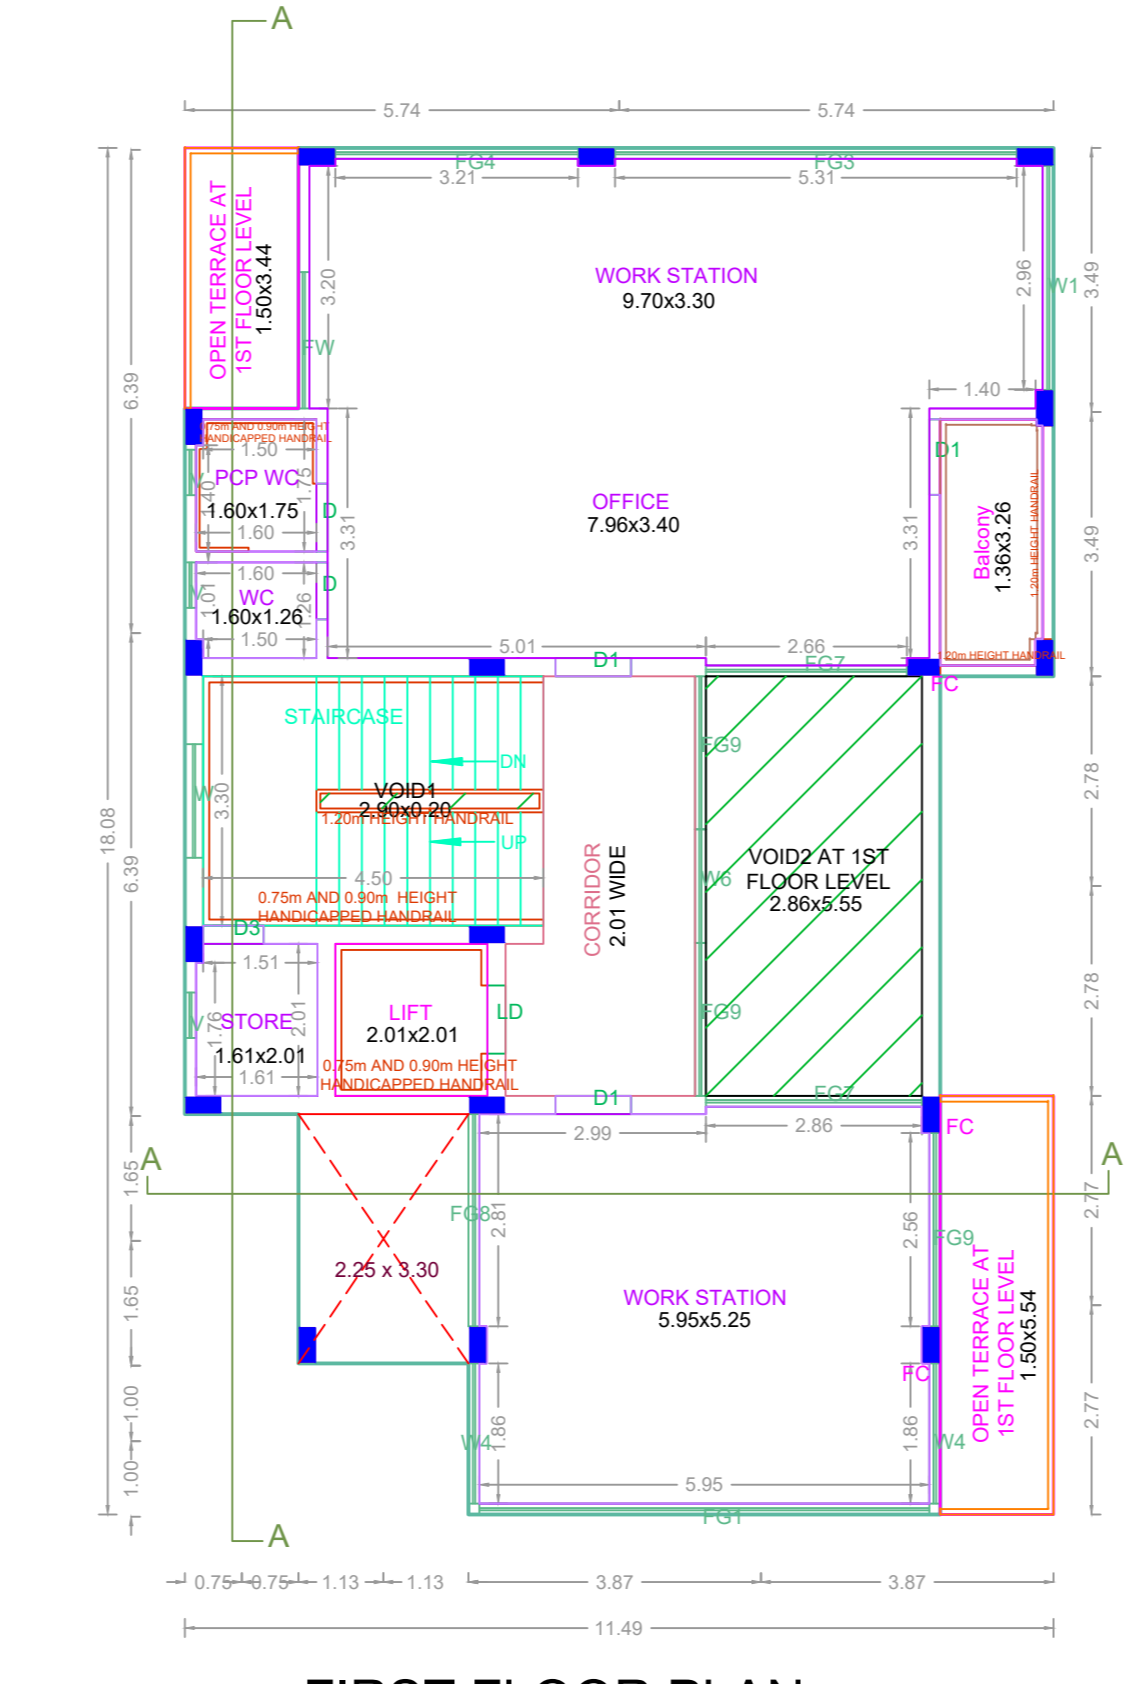 A
5.74
5.74
FG4
FG3
3.21
5.31
OPEN TERRACE AT
1ST FLOOR LEVEL
1.50x3.44
WORK STATION
9.70x3.30
3.20
2.96
W1
3.49
FW
6.39
1.40
0.75m AND 0.90m HEIGHT
HANDICAPPED HANDRAIL
1.50
D1
PCP WC
1.60x1.75
1.40
1.75
V
D
1.60
OFFICE
7.96x3.40
3.31
3.31
Balcony
1.36x3.26
1.20m HEIGHT HANDRAIL
3.49
1.60
WC
1.60x1.26
1.01
1.26
V
D
1.50
5.01
2.66
D1
FG7
1.20m HEIGHT HANDRAIL
FC
STAIRCASE
FG9
DN
VOID1
2.90x0.20
1.20m HEIGHT HANDRAIL
W
3.30
2.78
18.08
UP
6.39
4.50
CORRIDOR
2.01 WIDE
W6
VOID2 AT 1ST
FLOOR LEVEL
2.86x5.55
0.75m AND 0.90m HEIGHT
HANDICAPPED HANDRAIL
D3
1.51
STORE
1.61x2.01
1.76
2.01
V
1.61
LIFT
2.01x2.01
LD
0.75m AND 0.90m HEIGHT
HANDICAPPED HANDRAIL
FG9
2.78
D1
FG7
2.99
2.86
FC
A
A
1.65
2.81
FG8
2.56
FG9
2.77
2.25 x 3.30
1.65
WORK STATION
5.95x5.25
OPEN TERRACE AT
1ST FLOOR LEVEL
1.50x5.54
FC
1.00
W4
1.86
1.86
W4
2.77
1.00
5.95
FG1
A
0.75
0.75
1.13
1.13
3.87
3.87
11.49
FIRST FLOOR PLAN